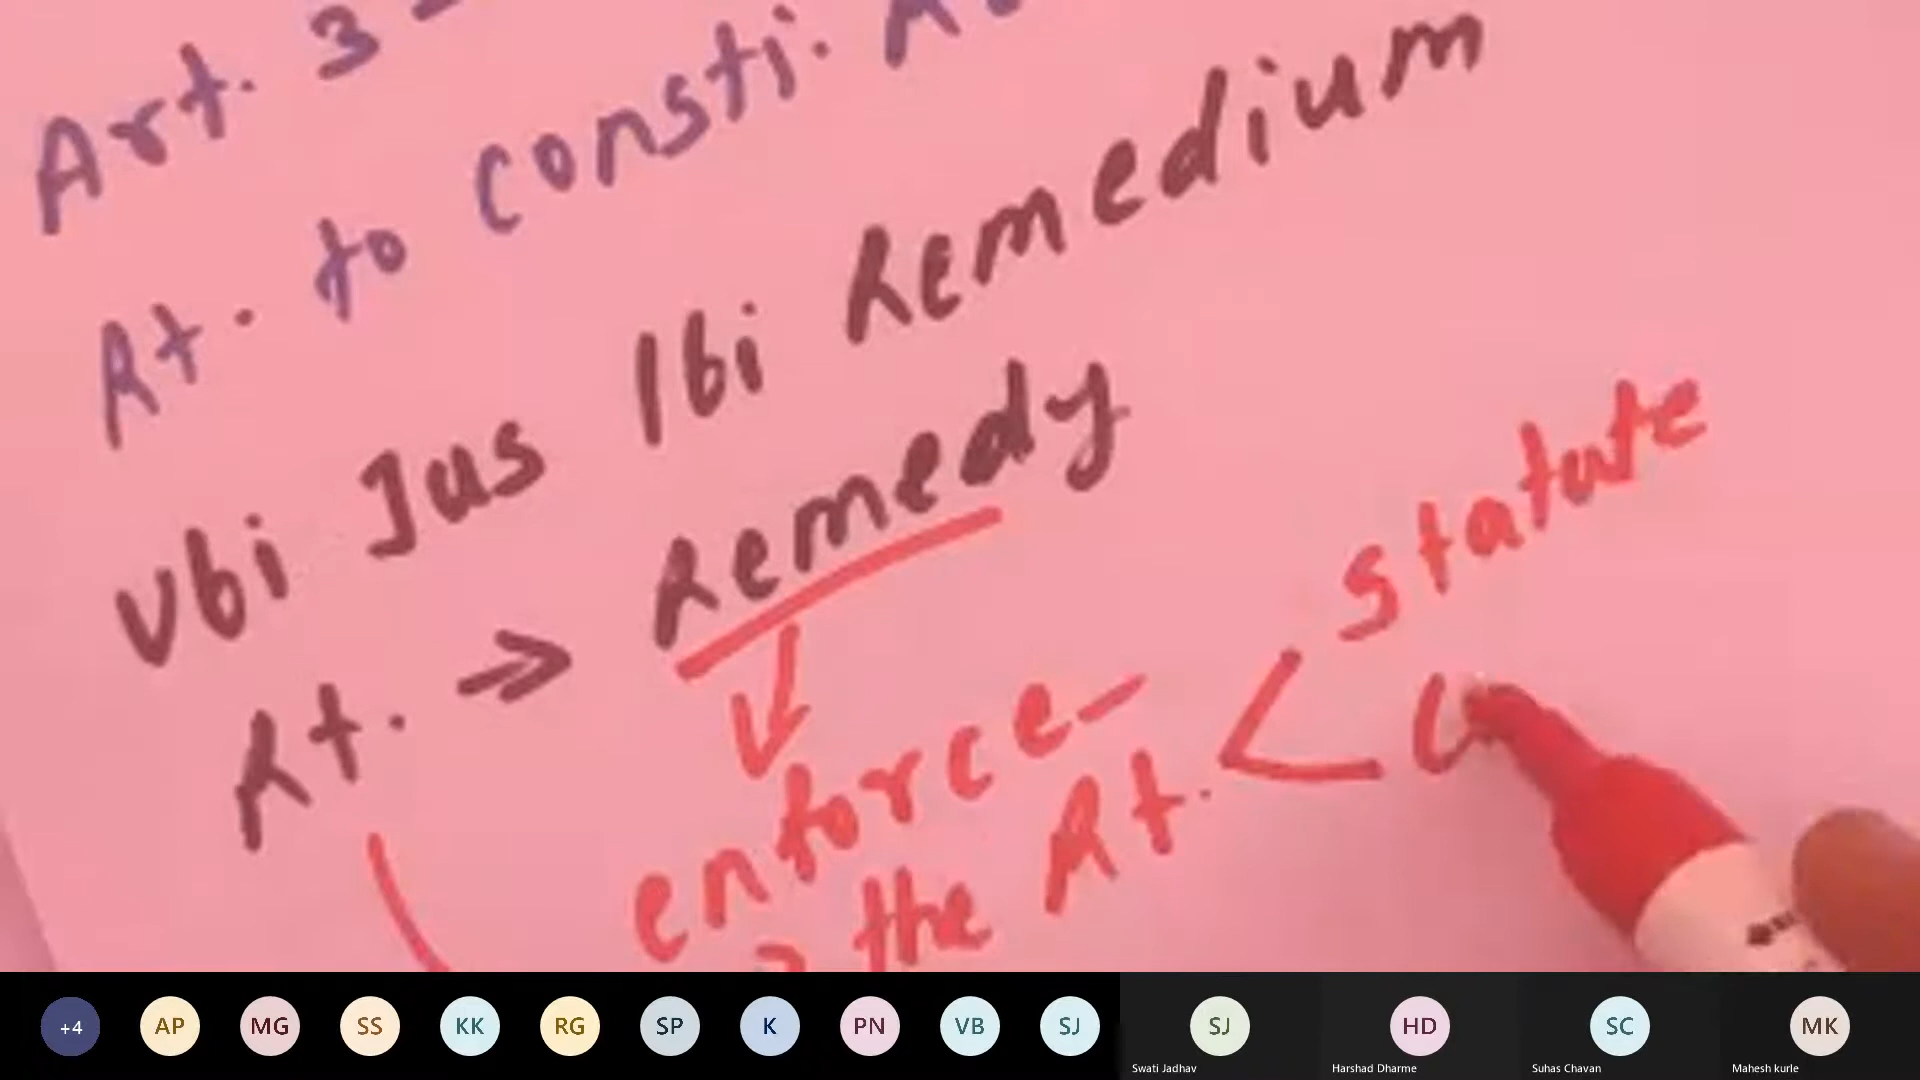 Art. 3
Rt. to consti.
Ubi Jus Ibi Remedium
Rt. → Remedy
statute
enforce-
the Rt. <
+4 AP MG SS KK RG SP K PN VB SJ SJ HD SC MK
Swati Jadhav Harshad Dharme Suhas Chavan Mahesh kurle